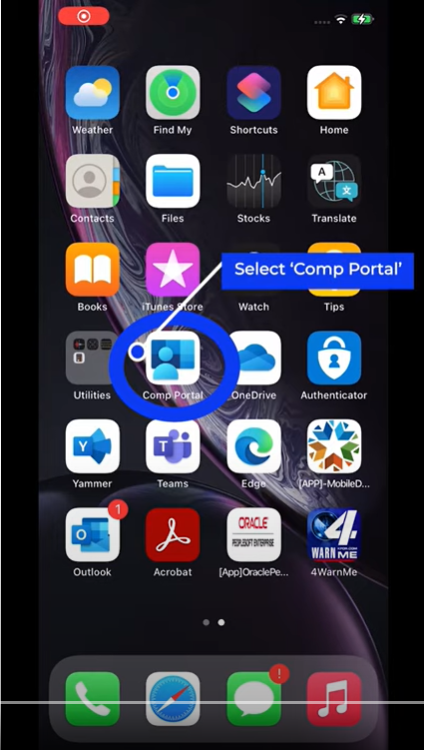 Weather
Find My
Shortcuts
Home
A
文
Contacts
Files
Stocks
Translate
Select ‘Comp Portal’
Books
iTunes Store
Watch
Tips
Utilities
Comp Portal
OneDrive
Authenticator
Y
T
Yammer
Teams
Edge
[APP]-MobileD...
1
O
ORACLE
PEOPLESOFT ENTERPRISE
4
WARN ME
Outlook
Acrobat
[App]OraclePe...
4WarnMe
!